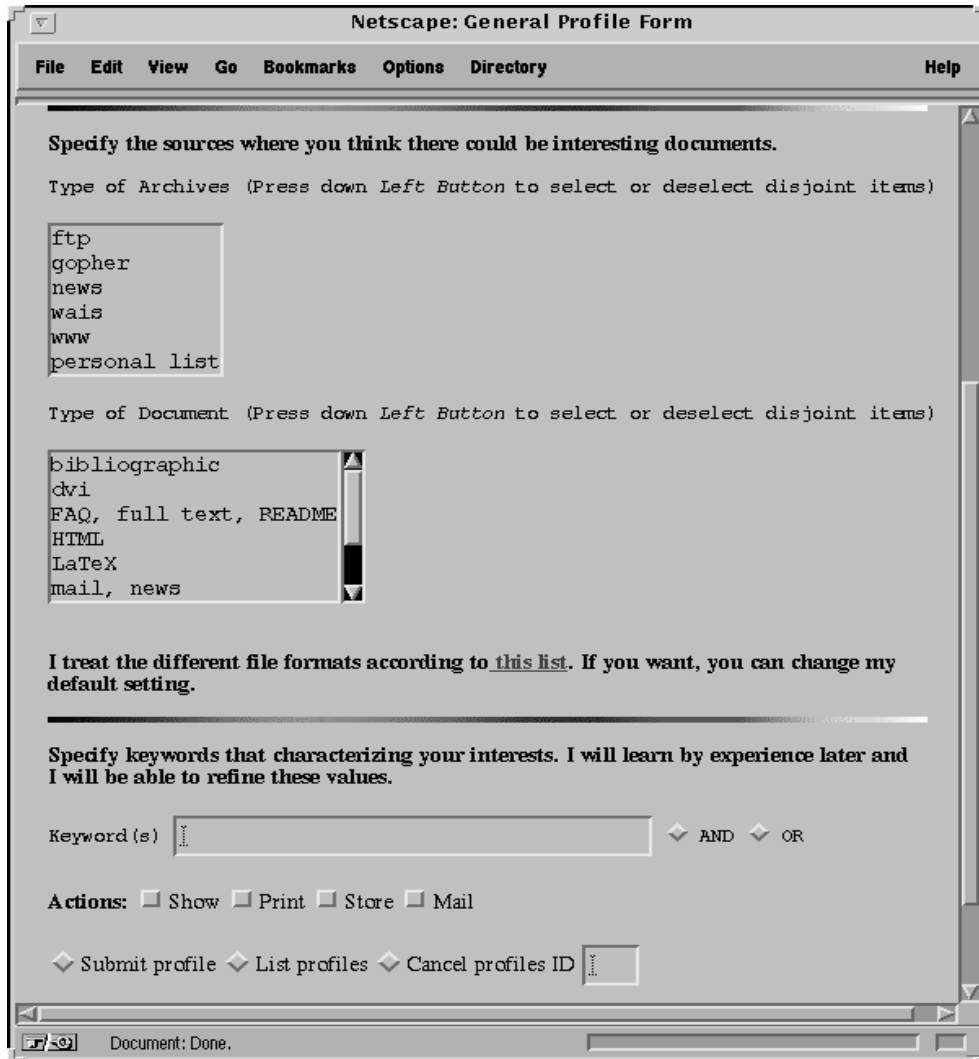 Netscape: General Profile Form
File Edit View Go Bookmarks Options Directory Help
Specify the sources where you think there could be interesting documents.
Type of Archives (Press down Left Button to select or deselect disjoint items)
ftp
gopher
news
wais
www
personal list
Type of Document (Press down Left Button to select or deselect disjoint items)
bibliographic
dvi
FAQ, full text, README
HTML
LaTeX
mail, news
I treat the different file formats according to this list. If you want, you can change my
default setting.
Specify keywords that characterizing your interests. I will learn by experience later and
I will be able to refine these values.
Keyword(s) AND OR
Actions: Show Print Store Mail
Submit profile List profiles Cancel profiles ID
Document: Done.